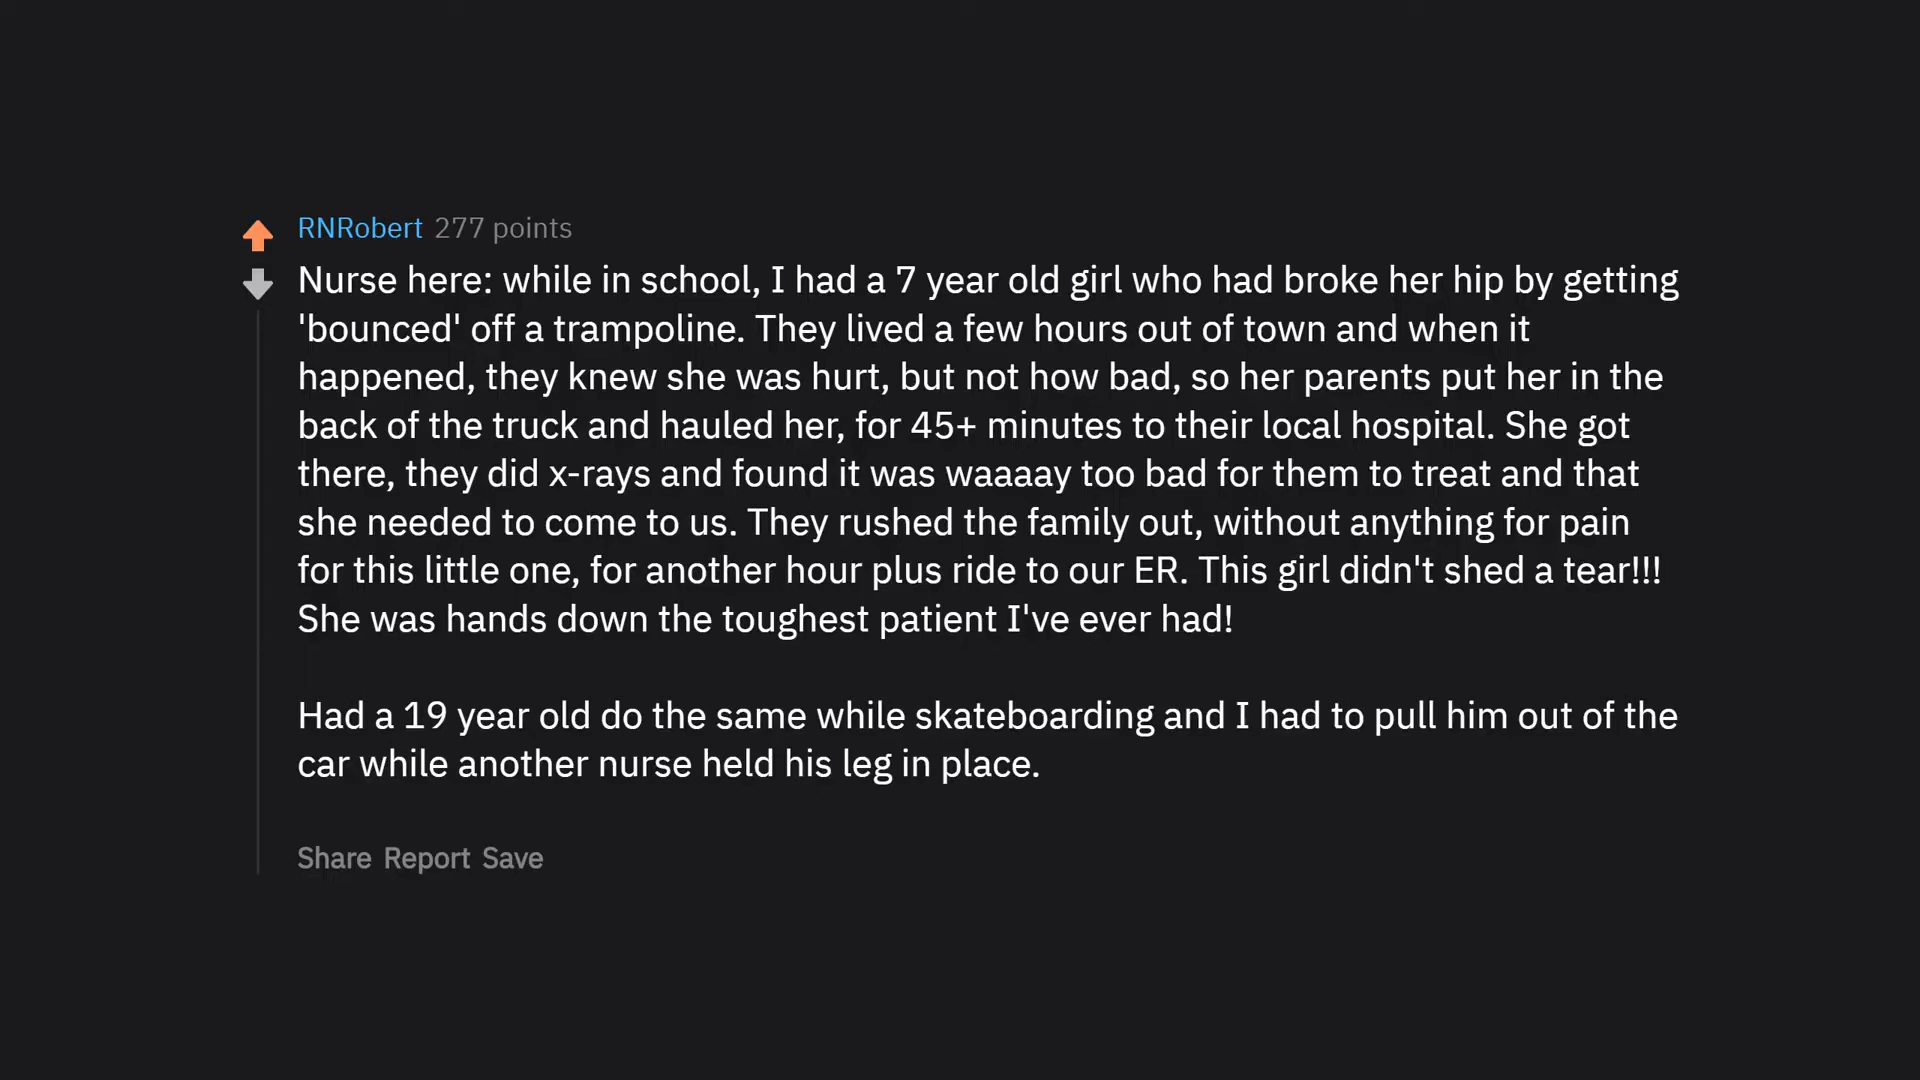 RNRobert 277 points
Nurse here: while in school, I had a 7 year old girl who had broke her hip by getting
'bounced' off a trampoline. They lived a few hours out of town and when it
happened, they knew she was hurt, but not how bad, so her parents put her in the
back of the truck and hauled her, for 45+ minutes to their local hospital. She got
there, they did x-rays and found it was waaaay too bad for them to treat and that
she needed to come to us. They rushed the family out, without anything for pain
for this little one, for another hour plus ride to our ER. This girl didn't shed a tear!!!
She was hands down the toughest patient I've ever had!
Had a 19 year old do the same while skateboarding and I had to pull him out of the
car while another nurse held his leg in place.
Share Report Save